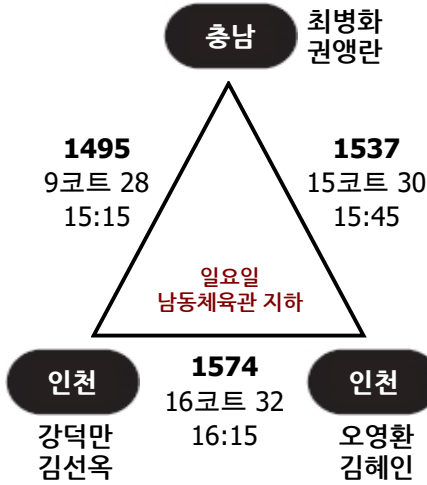 충남
최병화
권앵란
1495
9코트 28
15:15
1537
15코트 30
15:45
일요일
남동체육관 지하
인천
강덕만
김선옥
1574
16코트 32
16:15
인천
오영환
김혜인